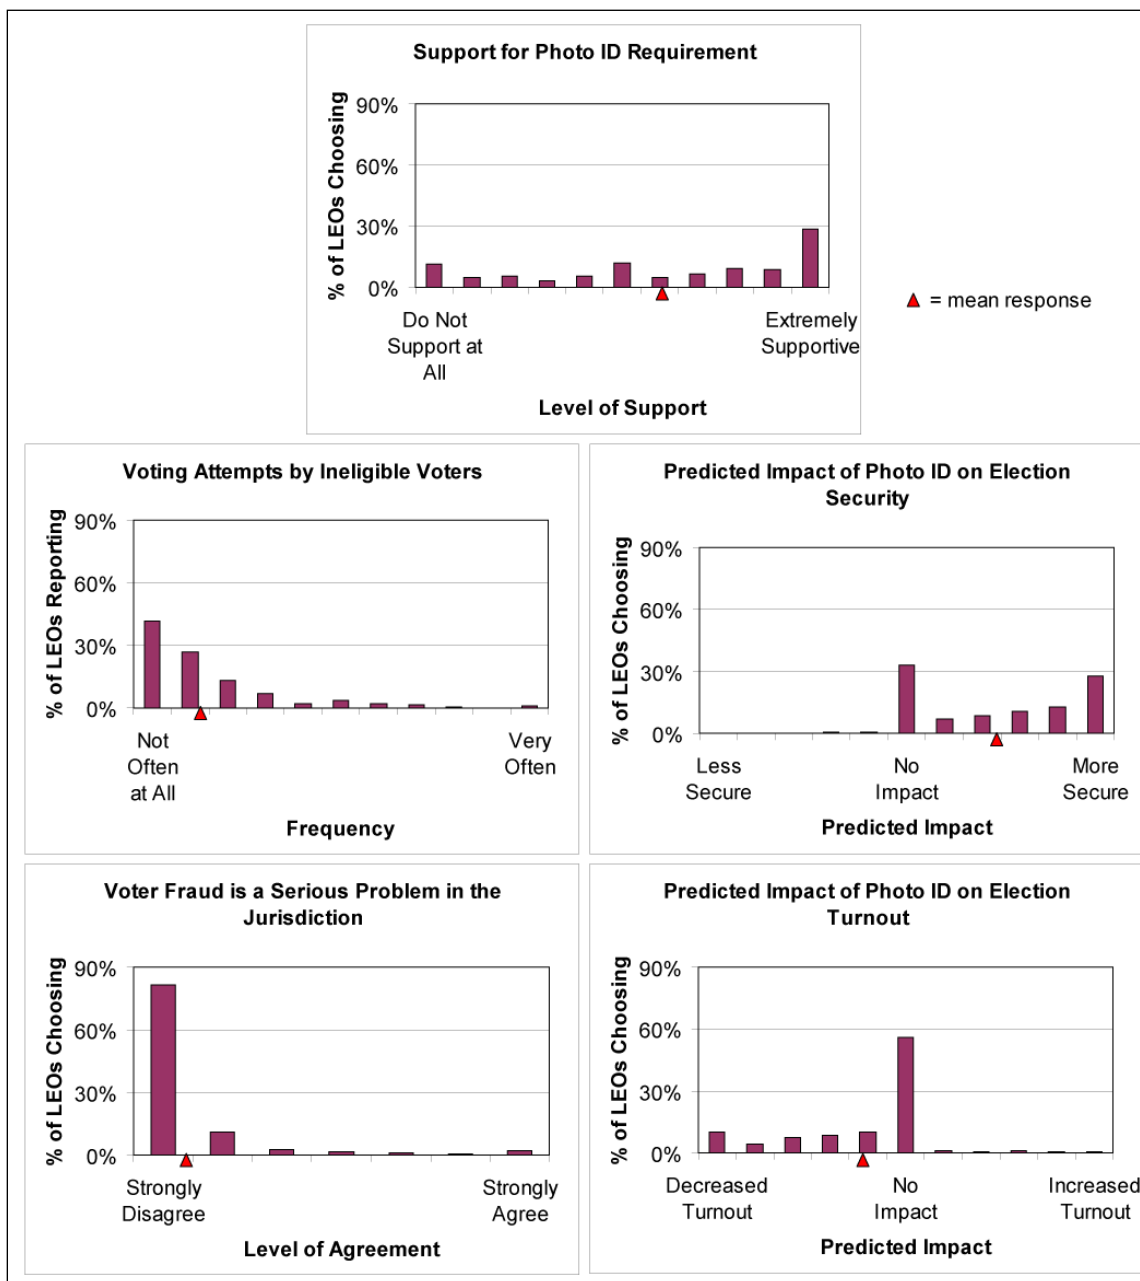 Support for Photo ID Requirement
% of LEOs Choosing
90%
60%
30%
0%
Do Not
Support at
All
Extremely
Supportive
Level of Support
= mean response
Voting Attempts by Ineligible Voters
% of LEOs Reporting
90%
60%
30%
0%
Not
Often
at All
Very
Often
Frequency
Predicted Impact of Photo ID on Election
Security
% of LEOs Choosing
90%
60%
30%
0%
Less
Secure
No
Impact
More
Secure
Predicted Impact
Voter Fraud is a Serious Problem in the
Jurisdiction
% of LEOs Choosing
90%
60%
30%
0%
Strongly
Disagree
Strongly
Agree
Level of Agreement
Predicted Impact of Photo ID on Election
Turnout
% of LEOs Choosing
90%
60%
30%
0%
Decreased
Turnout
No
Impact
Increased
Turnout
Predicted Impact